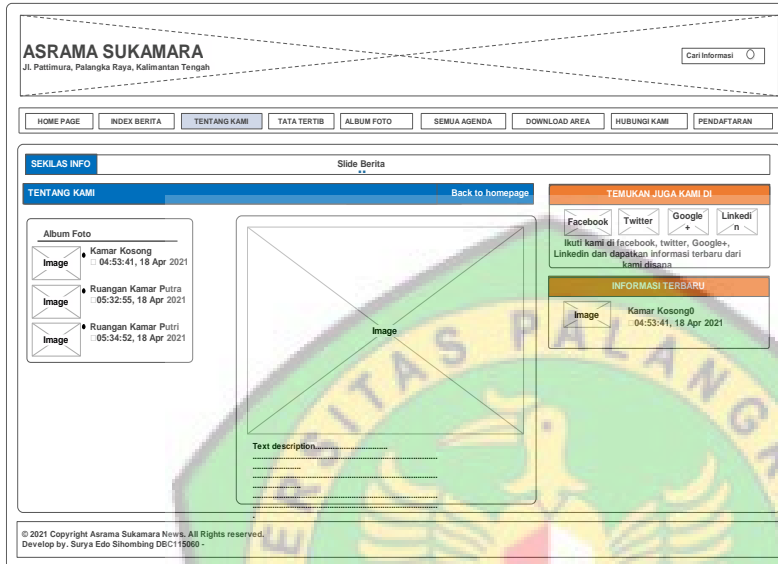 ASRAMA SUKAMARA
Jl. Pattimura, Palangka Raya, Kalimantan Tengah
Cari Informasi
HOME PAGE
INDEX BERITA
TENTANG KAMI
TATA TERTIB
ALBUM FOTO
SEMUA AGENDA
DOWNLOAD AREA
HUBUNGI KAMI
PENDAFTARAN
SEKILAS INFO
Slide Berita
TENTANG KAMI
Back to homepage
Album Foto
Image
Kamar Kosong
04:53:41, 18 Apr 2021
Image
Ruangan Kamar Putra
05:32:55, 18 Apr 2021
Image
Ruangan Kamar Putri
05:34:52, 18 Apr 2021
Image
Text description
TEMUKAN JUGA KAMI DI
Facebook
Twitter
Google
+
Linkedi
n
Ikuti kami di facebook, twitter, Google+,
Linkedin dan dapatkan informasi terbaru dari
kami disana
INFORMASI TERBARU
Image
Kamar Kosong0
04:53:41, 18 Apr 2021
© 2021 Copyright Asrama Sukamara News. All Rights reserved.
Develop by. Surya Edo Sihombing DBC115060 -
ERSITAS PALANGK